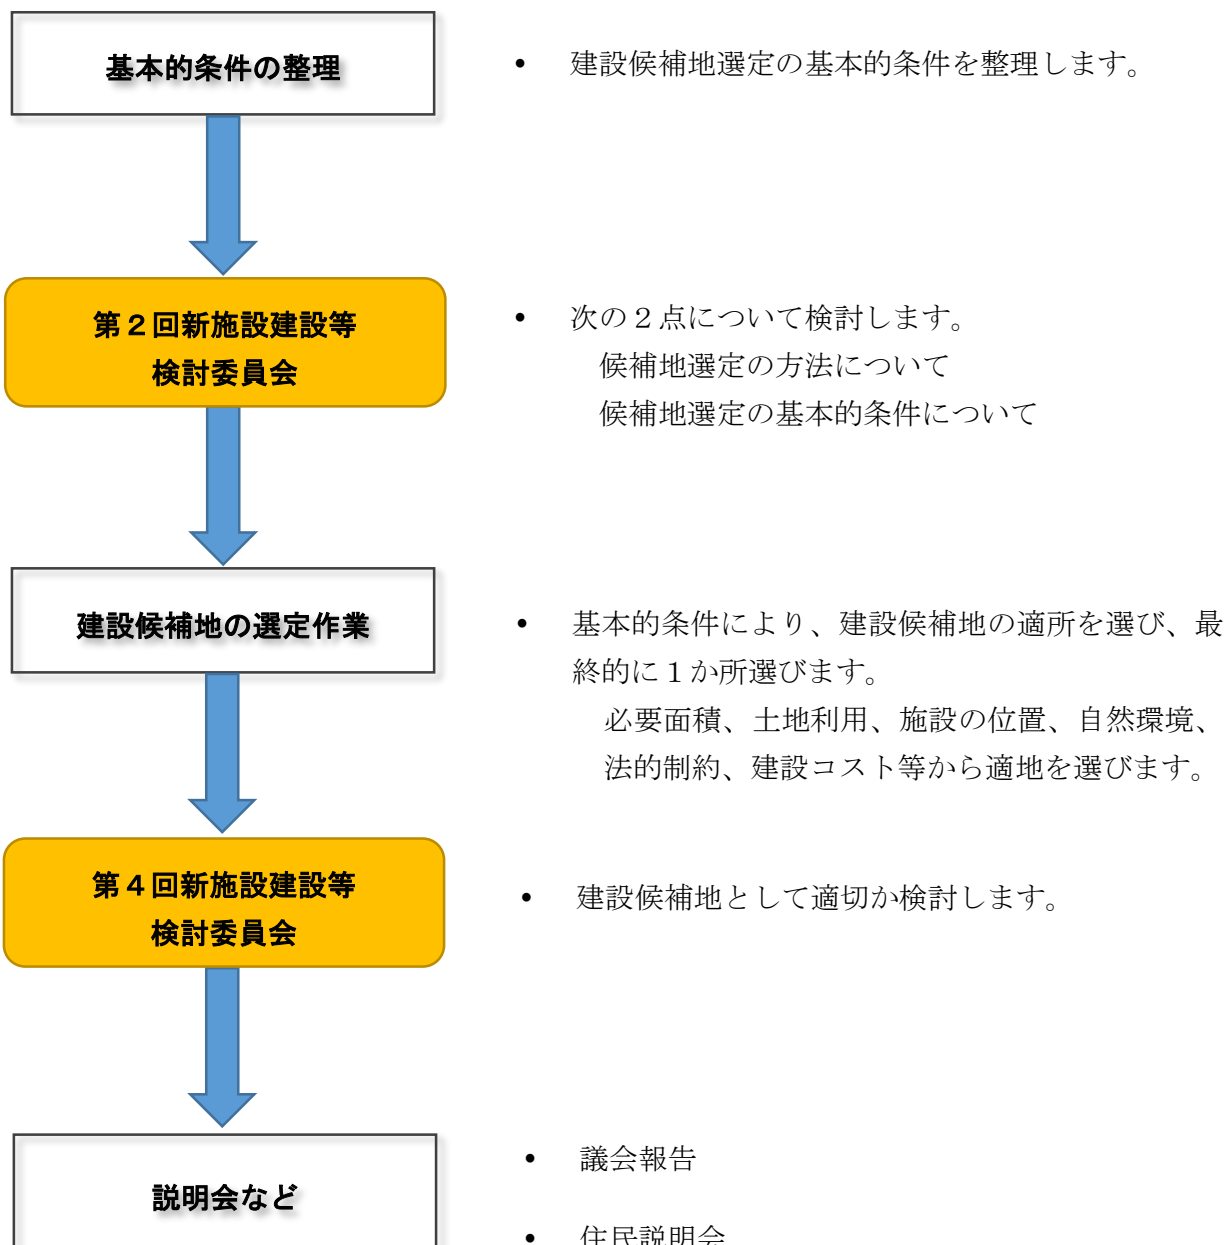 基本的条件の整理
• 建設候補地選定の基本的条件を整理します。
第２回新施設建設等
検討委員会
• 次の２点について検討します。
候補地選定の方法について
候補地選定の基本的条件について
建設候補地の選定作業
• 基本的条件により、建設候補地の適所を選び、最
終的に１か所選びます。
必要面積、土地利用、施設の位置、自然環境、
法的制約、建設コスト等から適地を選びます。
第４回新施設建設等
検討委員会
• 建設候補地として適切か検討します。
説明会など
• 議会報告
• 住民説明会